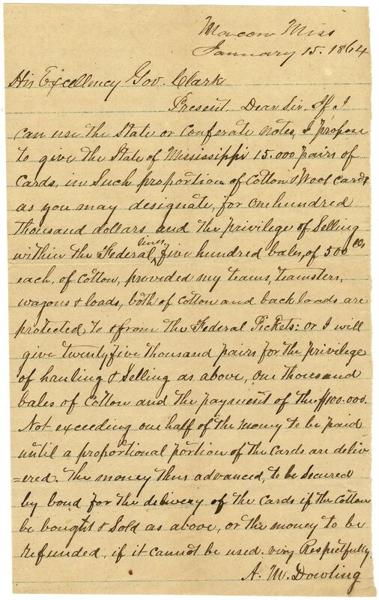 Macon Miss
January 15. 1864
His Excellency Gov. Clark
Present. Dear Sir. If I
can use the State or Conferate notes, I propose
to give the State of Mississippi 15.000 pairs of
Cards, in Such proportion of Cotton & Wool Cards
as you may designate, for One hundred
thousand dollars and the privilege of Selling
within the Federal lines, five hundred bales, of 500 lbs
each, of Cotton, provided my teams, teamsters,
wagons & loads, both of Cotton and back loads are
protected to & from the Federal Pickets: or I will
give twenty five thousand pairs for the privilege
of hauling & Selling as above, One thousand
bales of Cotton and the payment of the $100.000.
Not exceeding one half of the money to be paid
until a proportional portion of the Cards are deliv-
ered. The money thus advanced, to be secured
by bond for the delivery of the Cards if the Cotton
be bought & Sold as above, or the money to be
Refunded, if it cannot be used. very Respectfully
A. M. Dowling